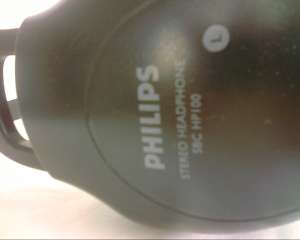 L
PHILIPS
STEREO HEADPHONE
SBC HP100